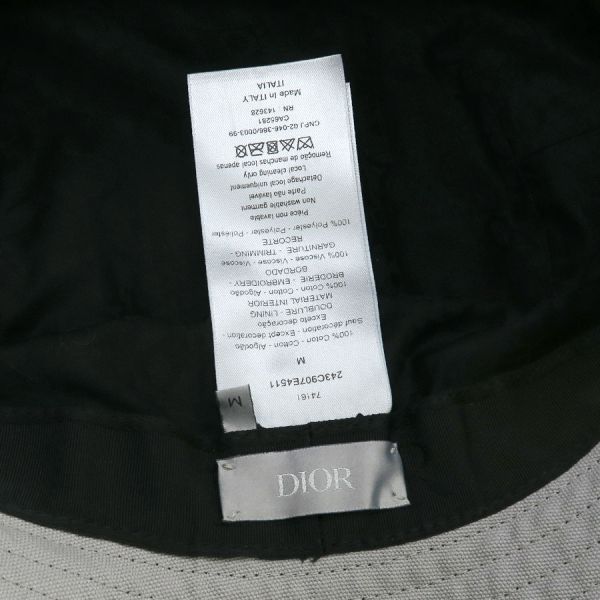 74161
243C907E4511
M
100% Coton - Cotton - Algodão
Sauf décoration - Except decoration -
Exceto decoração
DOUBLURE - LINING -
MATERIAL INTERIOR
100% Coton - Cotton - Algodão
BRODERIE - EMBROIDERY -
BORDADO
100% Viscose - Viscose - Viscose
GARNITURE - TRIMMING -
RECORTE
100% Polyester - Polyester - Poliéster
Pièce non lavable
Non washable garment
Parte não lavável
Détachage local uniquement
Local cleaning only
Remoção de manchas local apenas
CNPJ 02-046-366/0003-99
CA65281
RN: 143628
Made in ITALY
ITALIA
M
DIOR